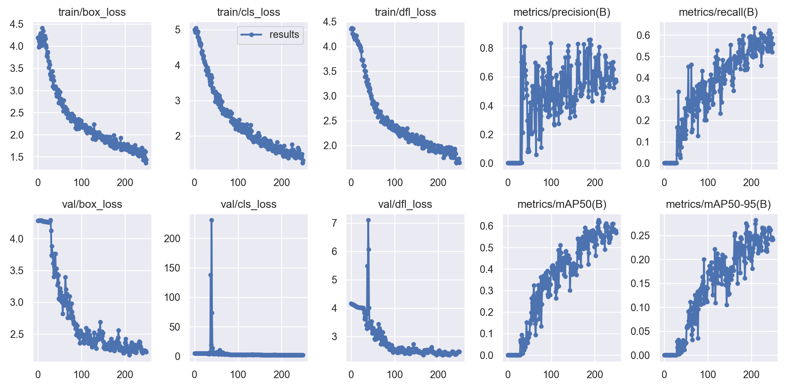 train/box_loss
train/cls_loss
train/dfl_loss
metrics/precision(B)
metrics/recall(B)
4.5
4.0
3.5
3.0
2.5
2.0
1.5
0 100 200
5
4
3
2
results
0 100 200
4.5
4.0
3.5
3.0
2.5
2.0
0 100 200
0.8
0.6
0.4
0.2
0.0
0 100 200
0.6
0.5
0.4
0.3
0.2
0.1
0.0
0 100 200
val/box_loss
val/cls_loss
val/dfl_loss
metrics/mAP50(B)
metrics/mAP50-95(B)
4.0
3.5
3.0
2.5
0 100 200
200
150
100
50
0
0 100 200
7
6
5
4
3
0 100 200
0.6
0.5
0.4
0.3
0.2
0.1
0.0
0 100 200
0.25
0.20
0.15
0.10
0.05
0.00
0 100 200